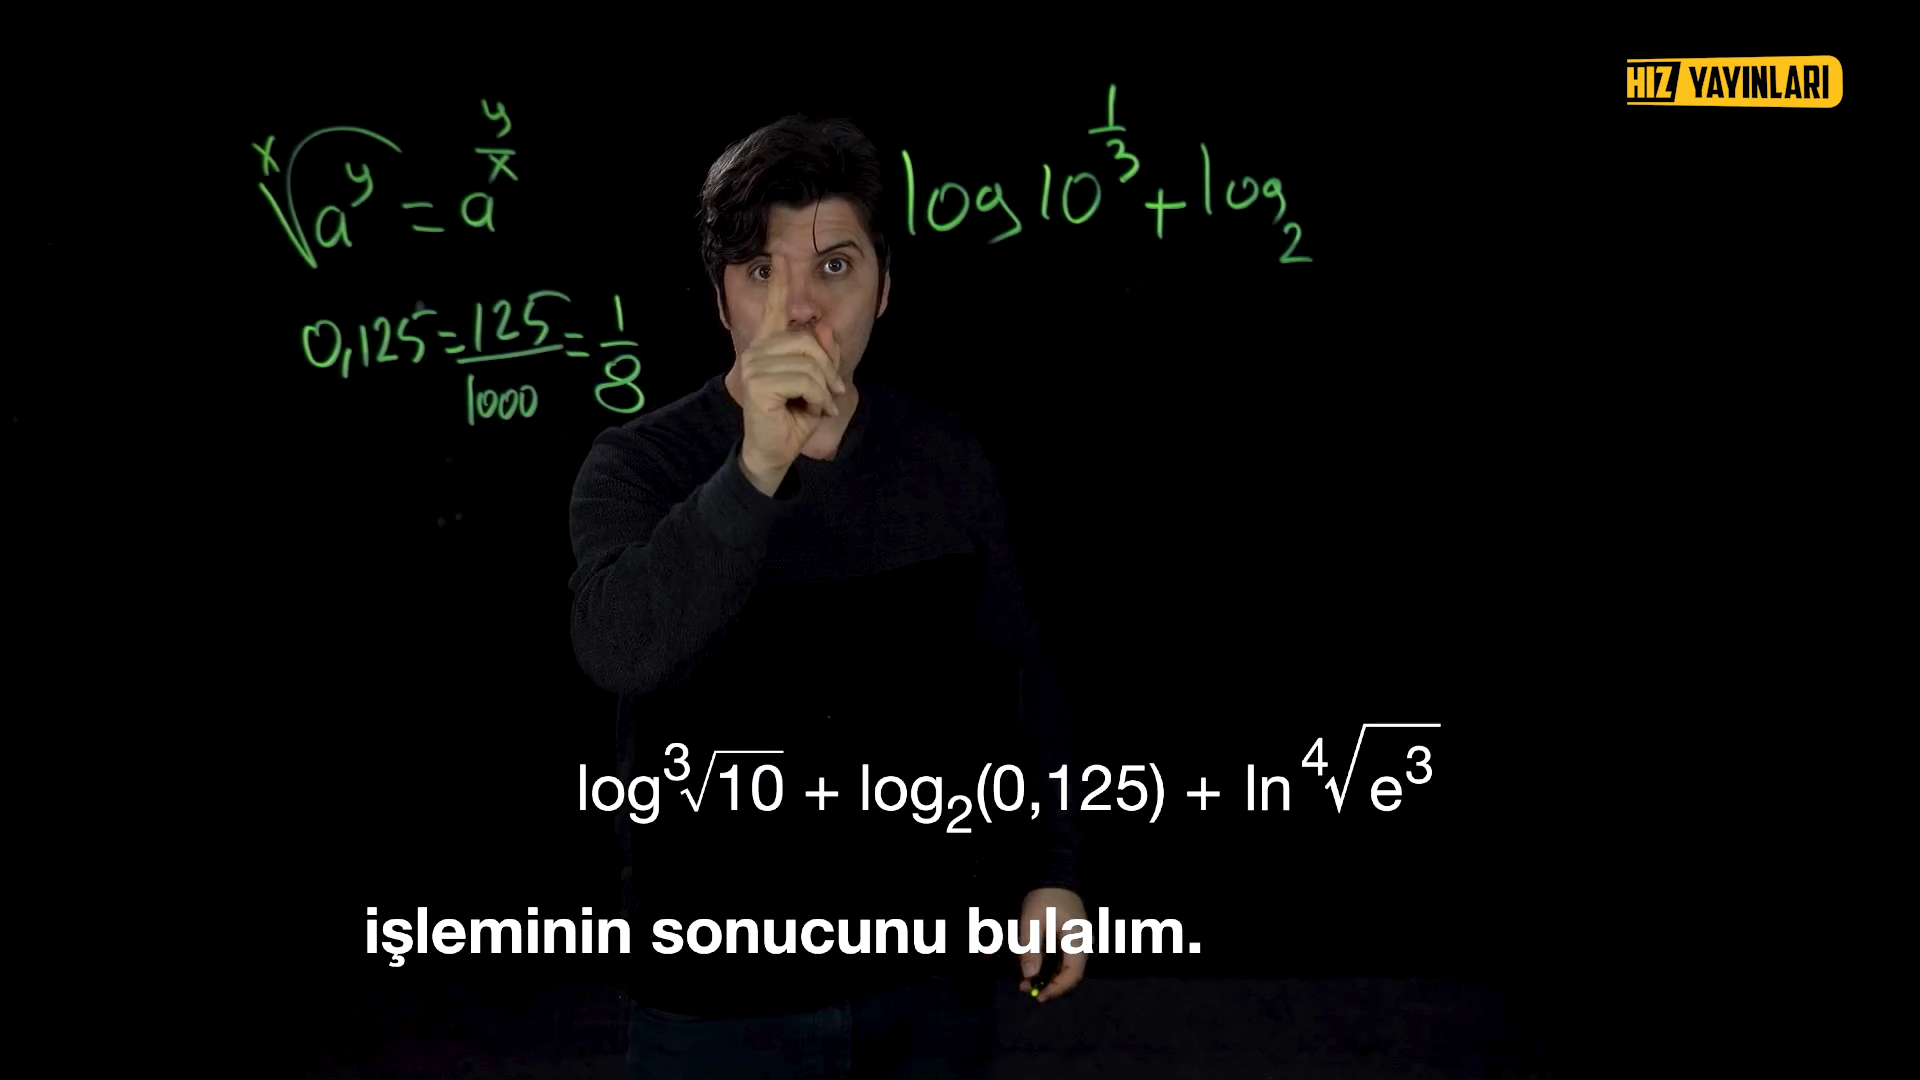 HIZ YAYINLARI
ˣ√(a^y) = a^(y/x)
log 10^(1/3) + log₂
0,125 = 125/1000 = 1/8
log ³√10 + log₂(0,125) + ln ⁴√(e³)
işleminin sonucunu bulalım.